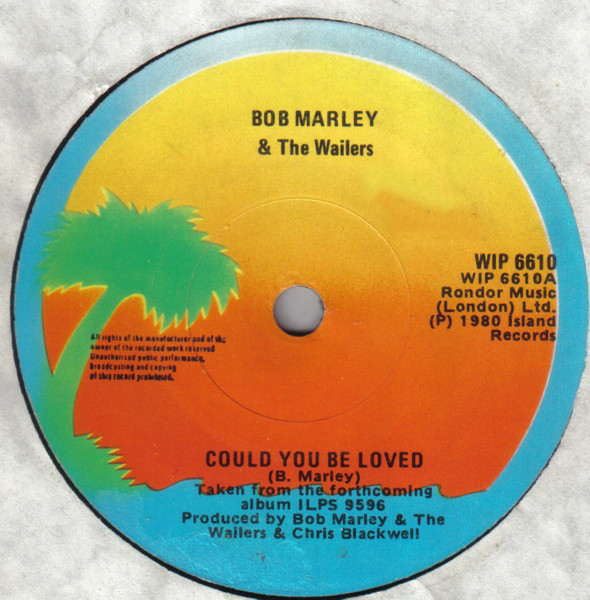 BOB MARLEY
& The Wailers
WIP 6610
WIP 6610A
Rondor Music
(London) Ltd.
(P) 1980 Island
Records
All rights of the manufacturer and of the
owner of the recorded work reserved
Unauthorised public performance,
broadcasting and copying
of this record prohibited.
COULD YOU BE LOVED
(B. Marley)
Taken from the forthcoming
album ILPS 9596
Produced by Bob Marley & The
Wailers & Chris Blackwell